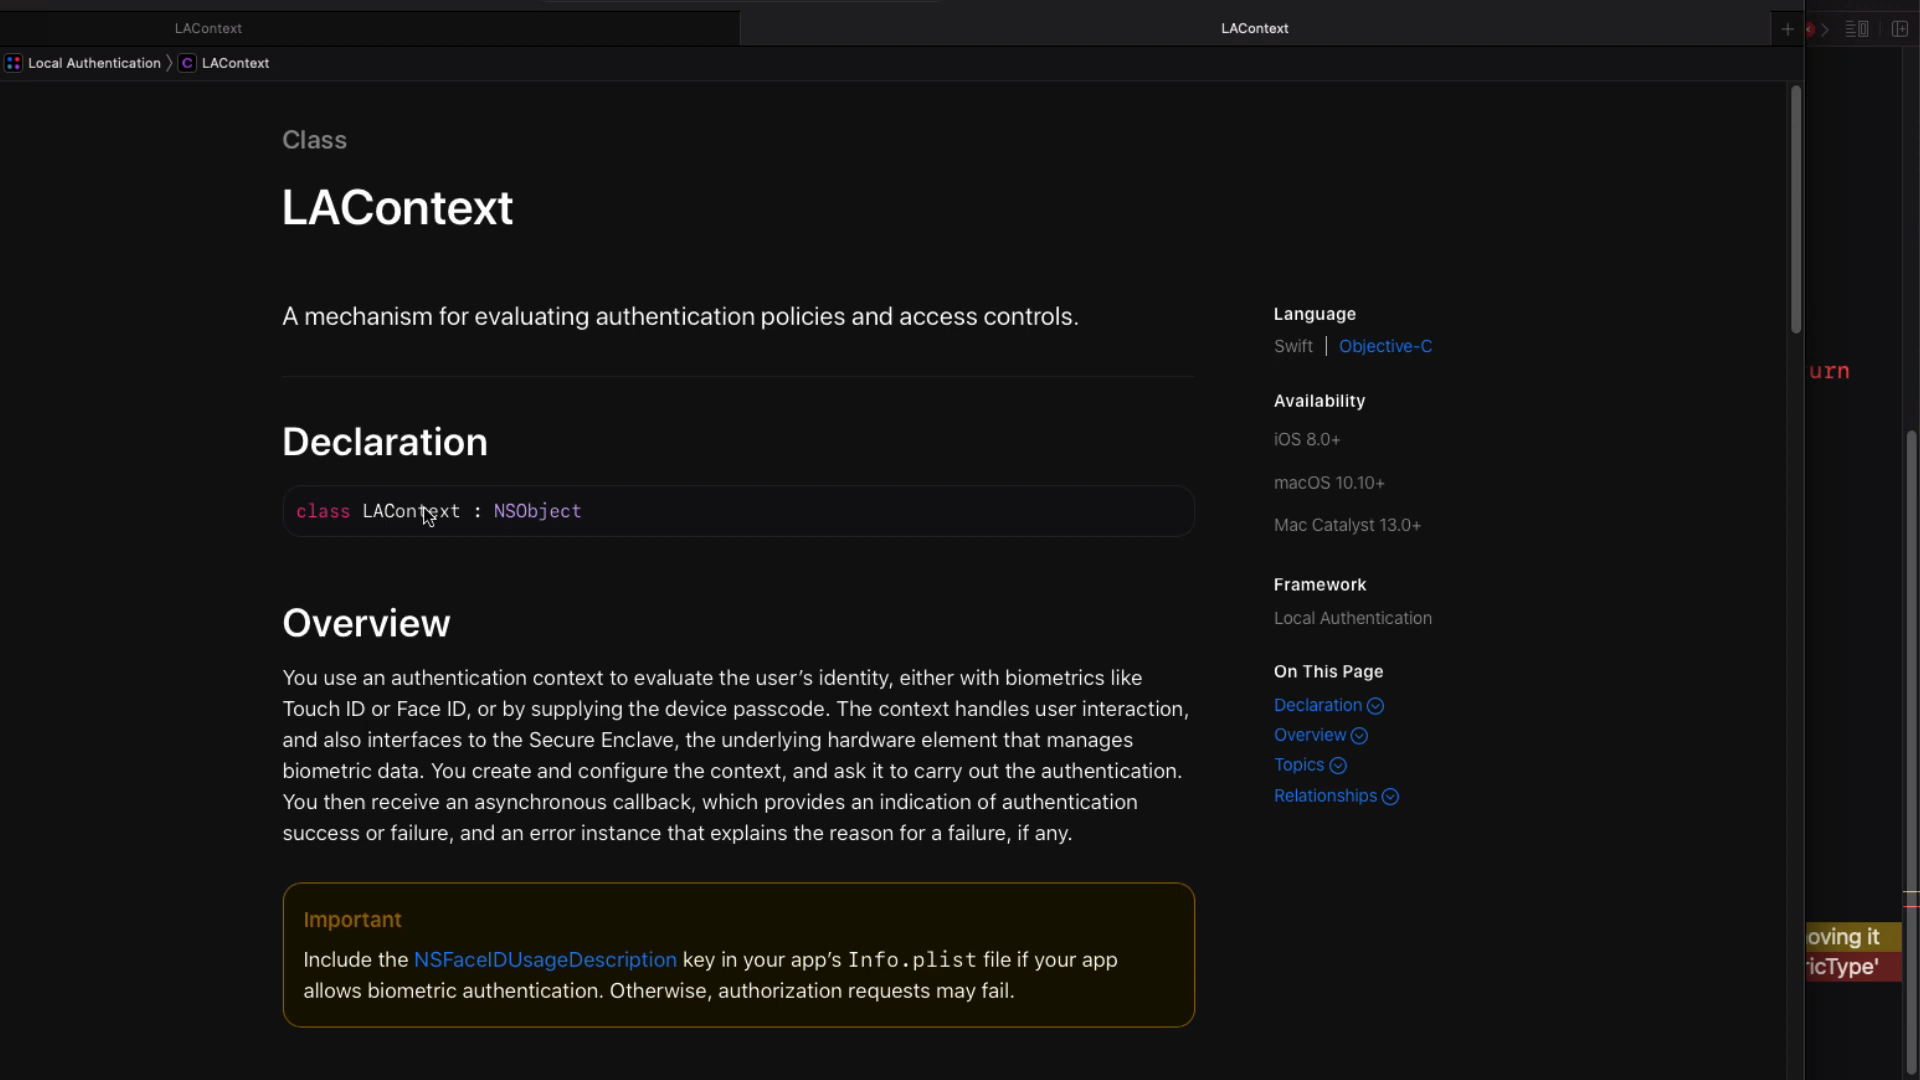 LAContext
LAContext
Local Authentication
C LAContext
Class
LAContext
A mechanism for evaluating authentication policies and access controls.
Declaration
class LAContext : NSObject
Overview
You use an authentication context to evaluate the user’s identity, either with biometrics like
Touch ID or Face ID, or by supplying the device passcode. The context handles user interaction,
and also interfaces to the Secure Enclave, the underlying hardware element that manages
biometric data. You create and configure the context, and ask it to carry out the authentication.
You then receive an asynchronous callback, which provides an indication of authentication
success or failure, and an error instance that explains the reason for a failure, if any.
Important
Include the NSFaceIDUsageDescription key in your app’s Info.plist file if your app
allows biometric authentication. Otherwise, authorization requests may fail.
Language
Swift | Objective-C
Availability
iOS 8.0+
macOS 10.10+
Mac Catalyst 13.0+
Framework
Local Authentication
On This Page
Declaration
Overview
Topics
Relationships
urn
oving it
ricType'